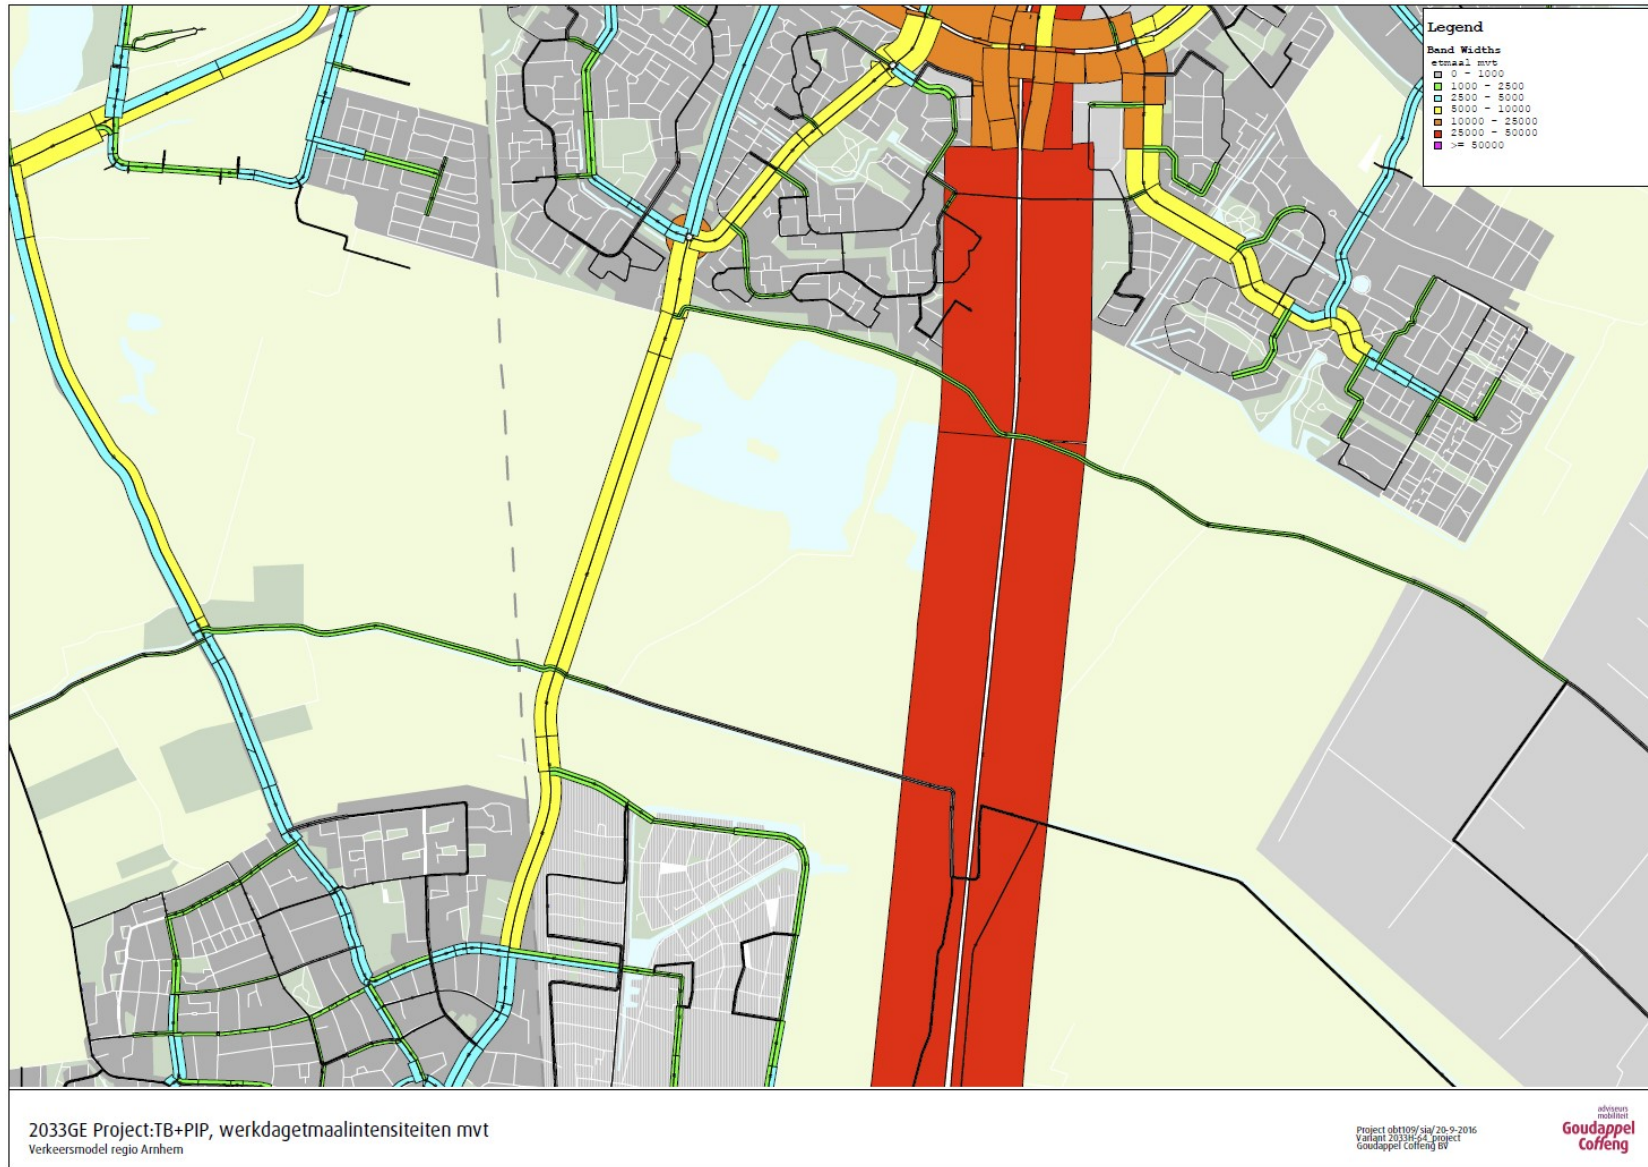 Legend
Band Widths
etmaal mvt
0 - 1000
1000 - 2500
2500 - 5000
5000 - 10000
10000 - 25000
25000 - 50000
>= 50000
2033GE Project:TB+PIP, werkdagetmaalintensiteiten mvt
Verkeersmodel regio Arnhem
Project obt109/sia/20-9-2016
Variant 2033H-64_project
Goudappel Coffeng BV
adviseurs
mobiliteit
Goudappel
Coffeng